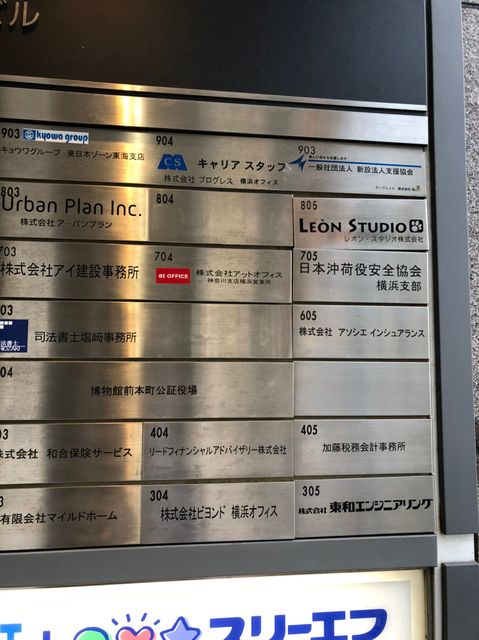 ビル
903
kyowa group
キョウワグループ 東日本ゾーン東海支店
904
CS キャリア スタッフ
株式会社 プログレス 横浜オフィス
903
一般社団法人 新設法人支援協会
803
Urban Plan Inc.
株式会社 アーバンプラン
804
805
LEÒN STUDIO
レオン・スタジオ株式会社
703
株式会社アイ建設事務所
704
at OFFICE
株式会社アットオフィス
神奈川支店横浜営業所
705
日本沖荷役安全協会
横浜支部
03
司法書士塩﨑事務所
605
株式会社 アソシエ インシュアランス
04
博物館前本町公証役場
03
株式会社 和合保険サービス
404
リードフィナンシャルアドバイザリー株式会社
405
加藤税務会計事務所
3
有限会社マイルドホーム
304
株式会社ビヨンド 横浜オフィス
305
株式会社 東和エンジニアリング
スリーエフ